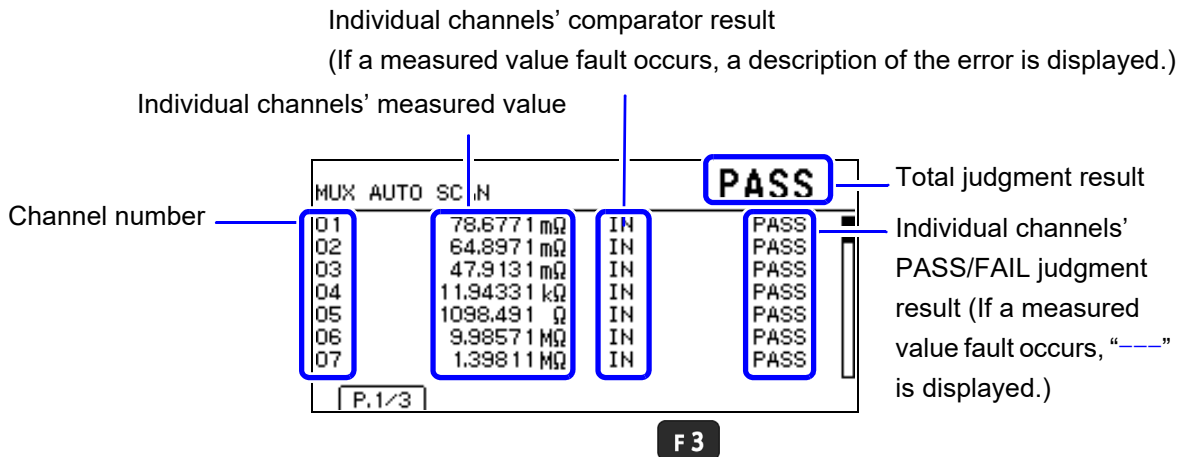 Individual channels’ comparator result
(If a measured value fault occurs, a description of the error is displayed.)
Individual channels’ measured value
Channel number
MUX AUTO SCAN
PASS
01 78.6771 mΩ IN PASS
02 64.8971 mΩ IN PASS
03 47.9131 mΩ IN PASS
04 11.94331 kΩ IN PASS
05 1098.491 Ω IN PASS
06 9.98571 MΩ IN PASS
07 1.39811 MΩ IN PASS
P.1/3
Total judgment result
Individual channels’
PASS/FAIL judgment
result (If a measured
value fault occurs, “−−−”
is displayed.)
F3